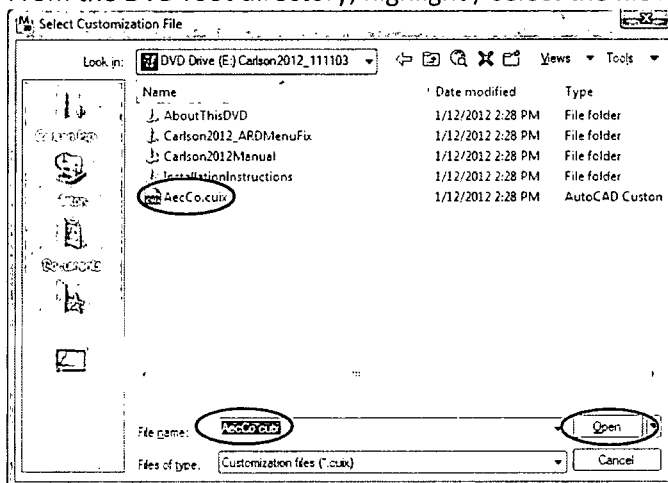 Select Customization File
Look in: DVD Drive (E:) Carlson2012_111103 Views Tools
Name Date modified Type
AboutThisDVD 1/12/2012 2:28 PM File folder
Carlson2012_ARDMenuFix 1/12/2012 2:28 PM File folder
Carlson2012Manual 1/12/2012 2:28 PM File folder
InstallationInstructions 1/12/2012 2:28 PM File folder
AecCo.cuix 1/12/2012 2:28 PM AutoCAD Custon
File name: AecCo.cuix Open
Files of type: Customization files (*.cuix) Cancel